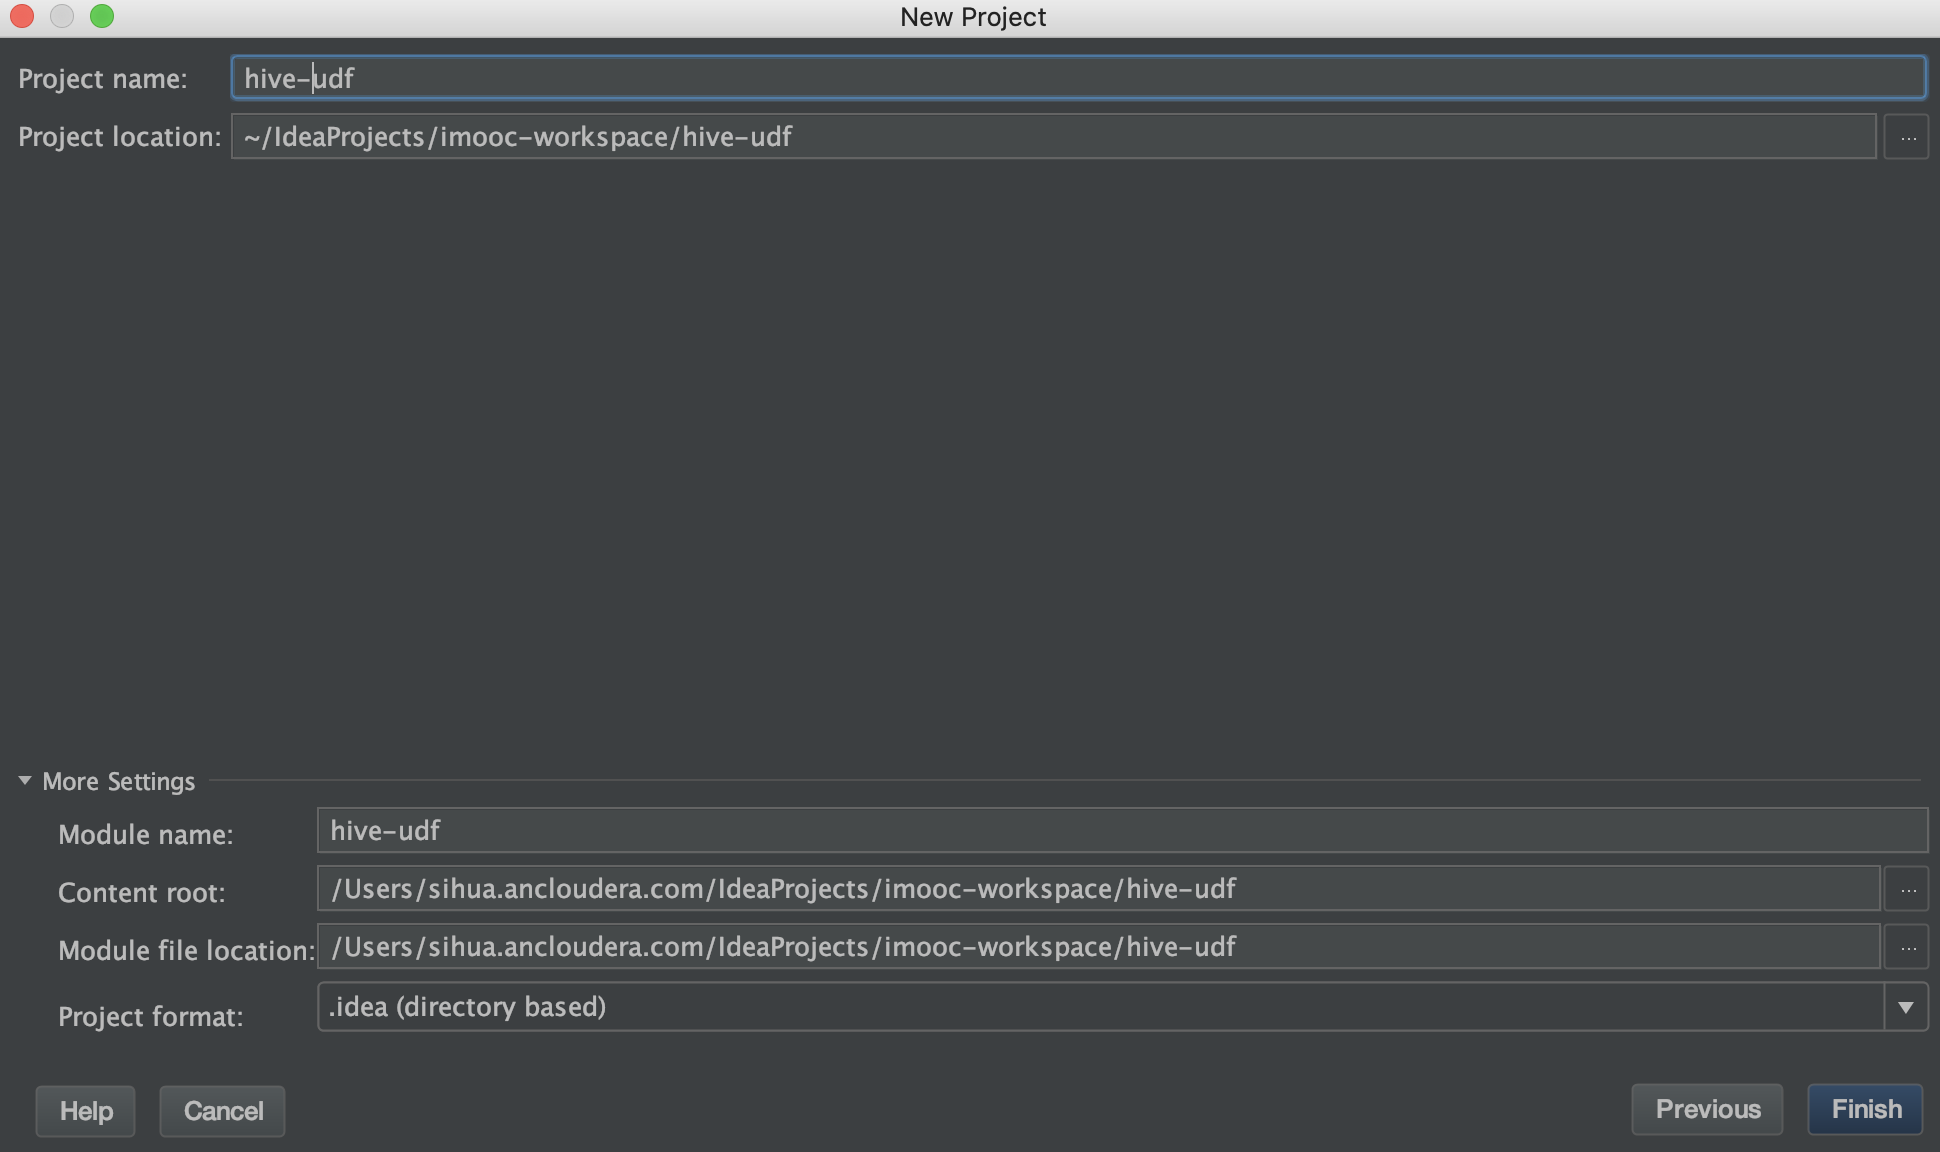 New Project
Project name: hive-udf
Project location: ~/IdeaProjects/imooc-workspace/hive-udf ...
More Settings
Module name: hive-udf
Content root: /Users/sihua.ancloudera.com/IdeaProjects/imooc-workspace/hive-udf ...
Module file location: /Users/sihua.ancloudera.com/IdeaProjects/imooc-workspace/hive-udf ...
Project format: .idea (directory based)
Help Cancel Previous Finish